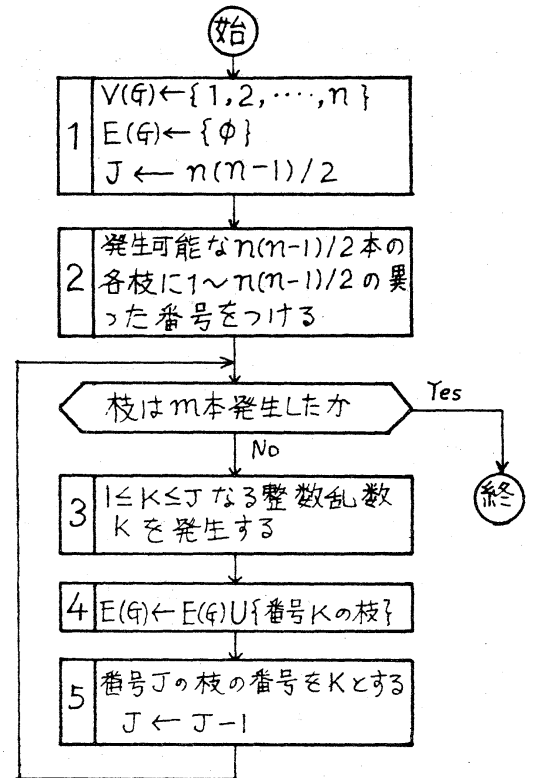 始
1
V(G)←{1,2,····,n}
E(G)←{φ}
J ← n(n-1)/2
2
発生可能なn(n-1)/2本の
各枝に1～n(n-1)/2の異
った番号をつける
枝はm本発生したか
Yes
No
終
3
1≤K≤Jなる整数乱数
Kを発生する
4
E(G)←E(G)∪{番号Kの枝}
5
番号Jの枝の番号をKとする
J ← J-1